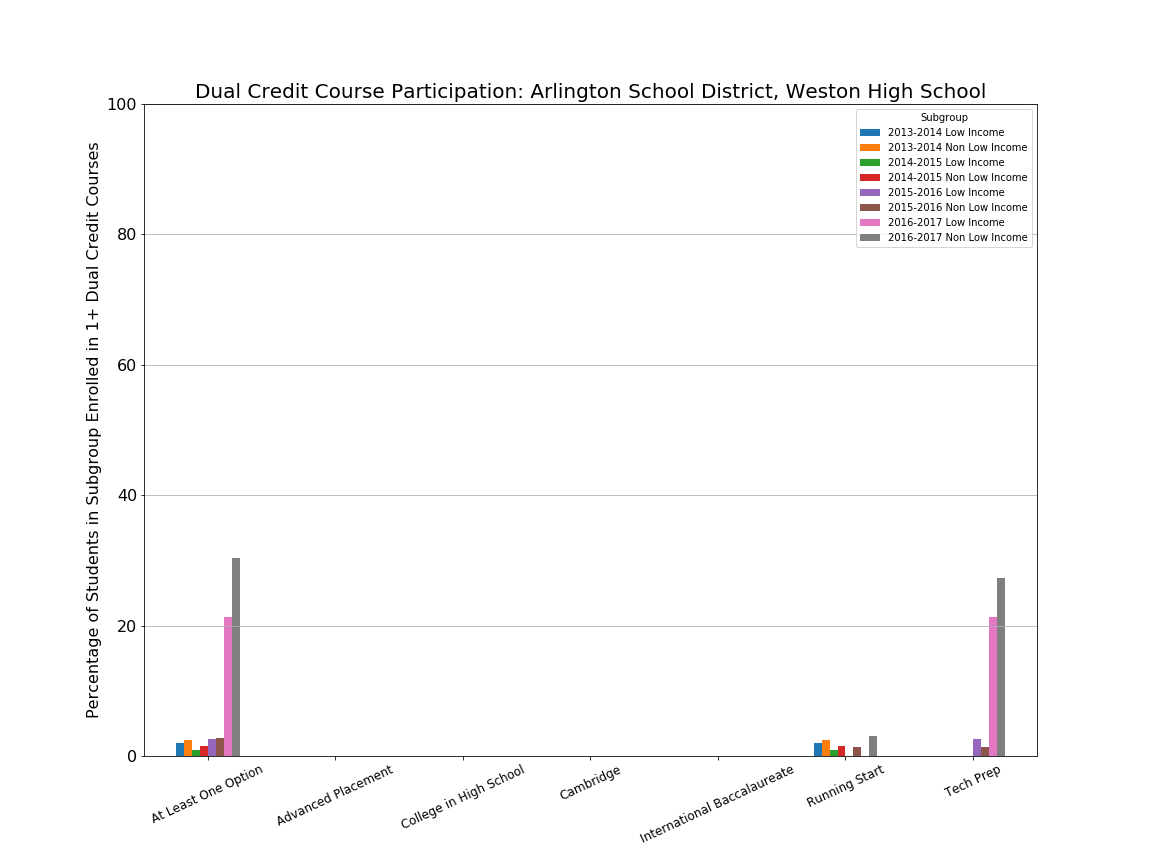 Dual Credit Course Participation: Arlington School District, Weston High School
Percentage of Students in Subgroup Enrolled in 1+ Dual Credit Courses
100
80
60
40
20
0
Subgroup
2013-2014 Low Income
2013-2014 Non Low Income
2014-2015 Low Income
2014-2015 Non Low Income
2015-2016 Low Income
2015-2016 Non Low Income
2016-2017 Low Income
2016-2017 Non Low Income
At Least One Option
Advanced Placement
College in High School
Cambridge
International Baccalaureate
Running Start
Tech Prep